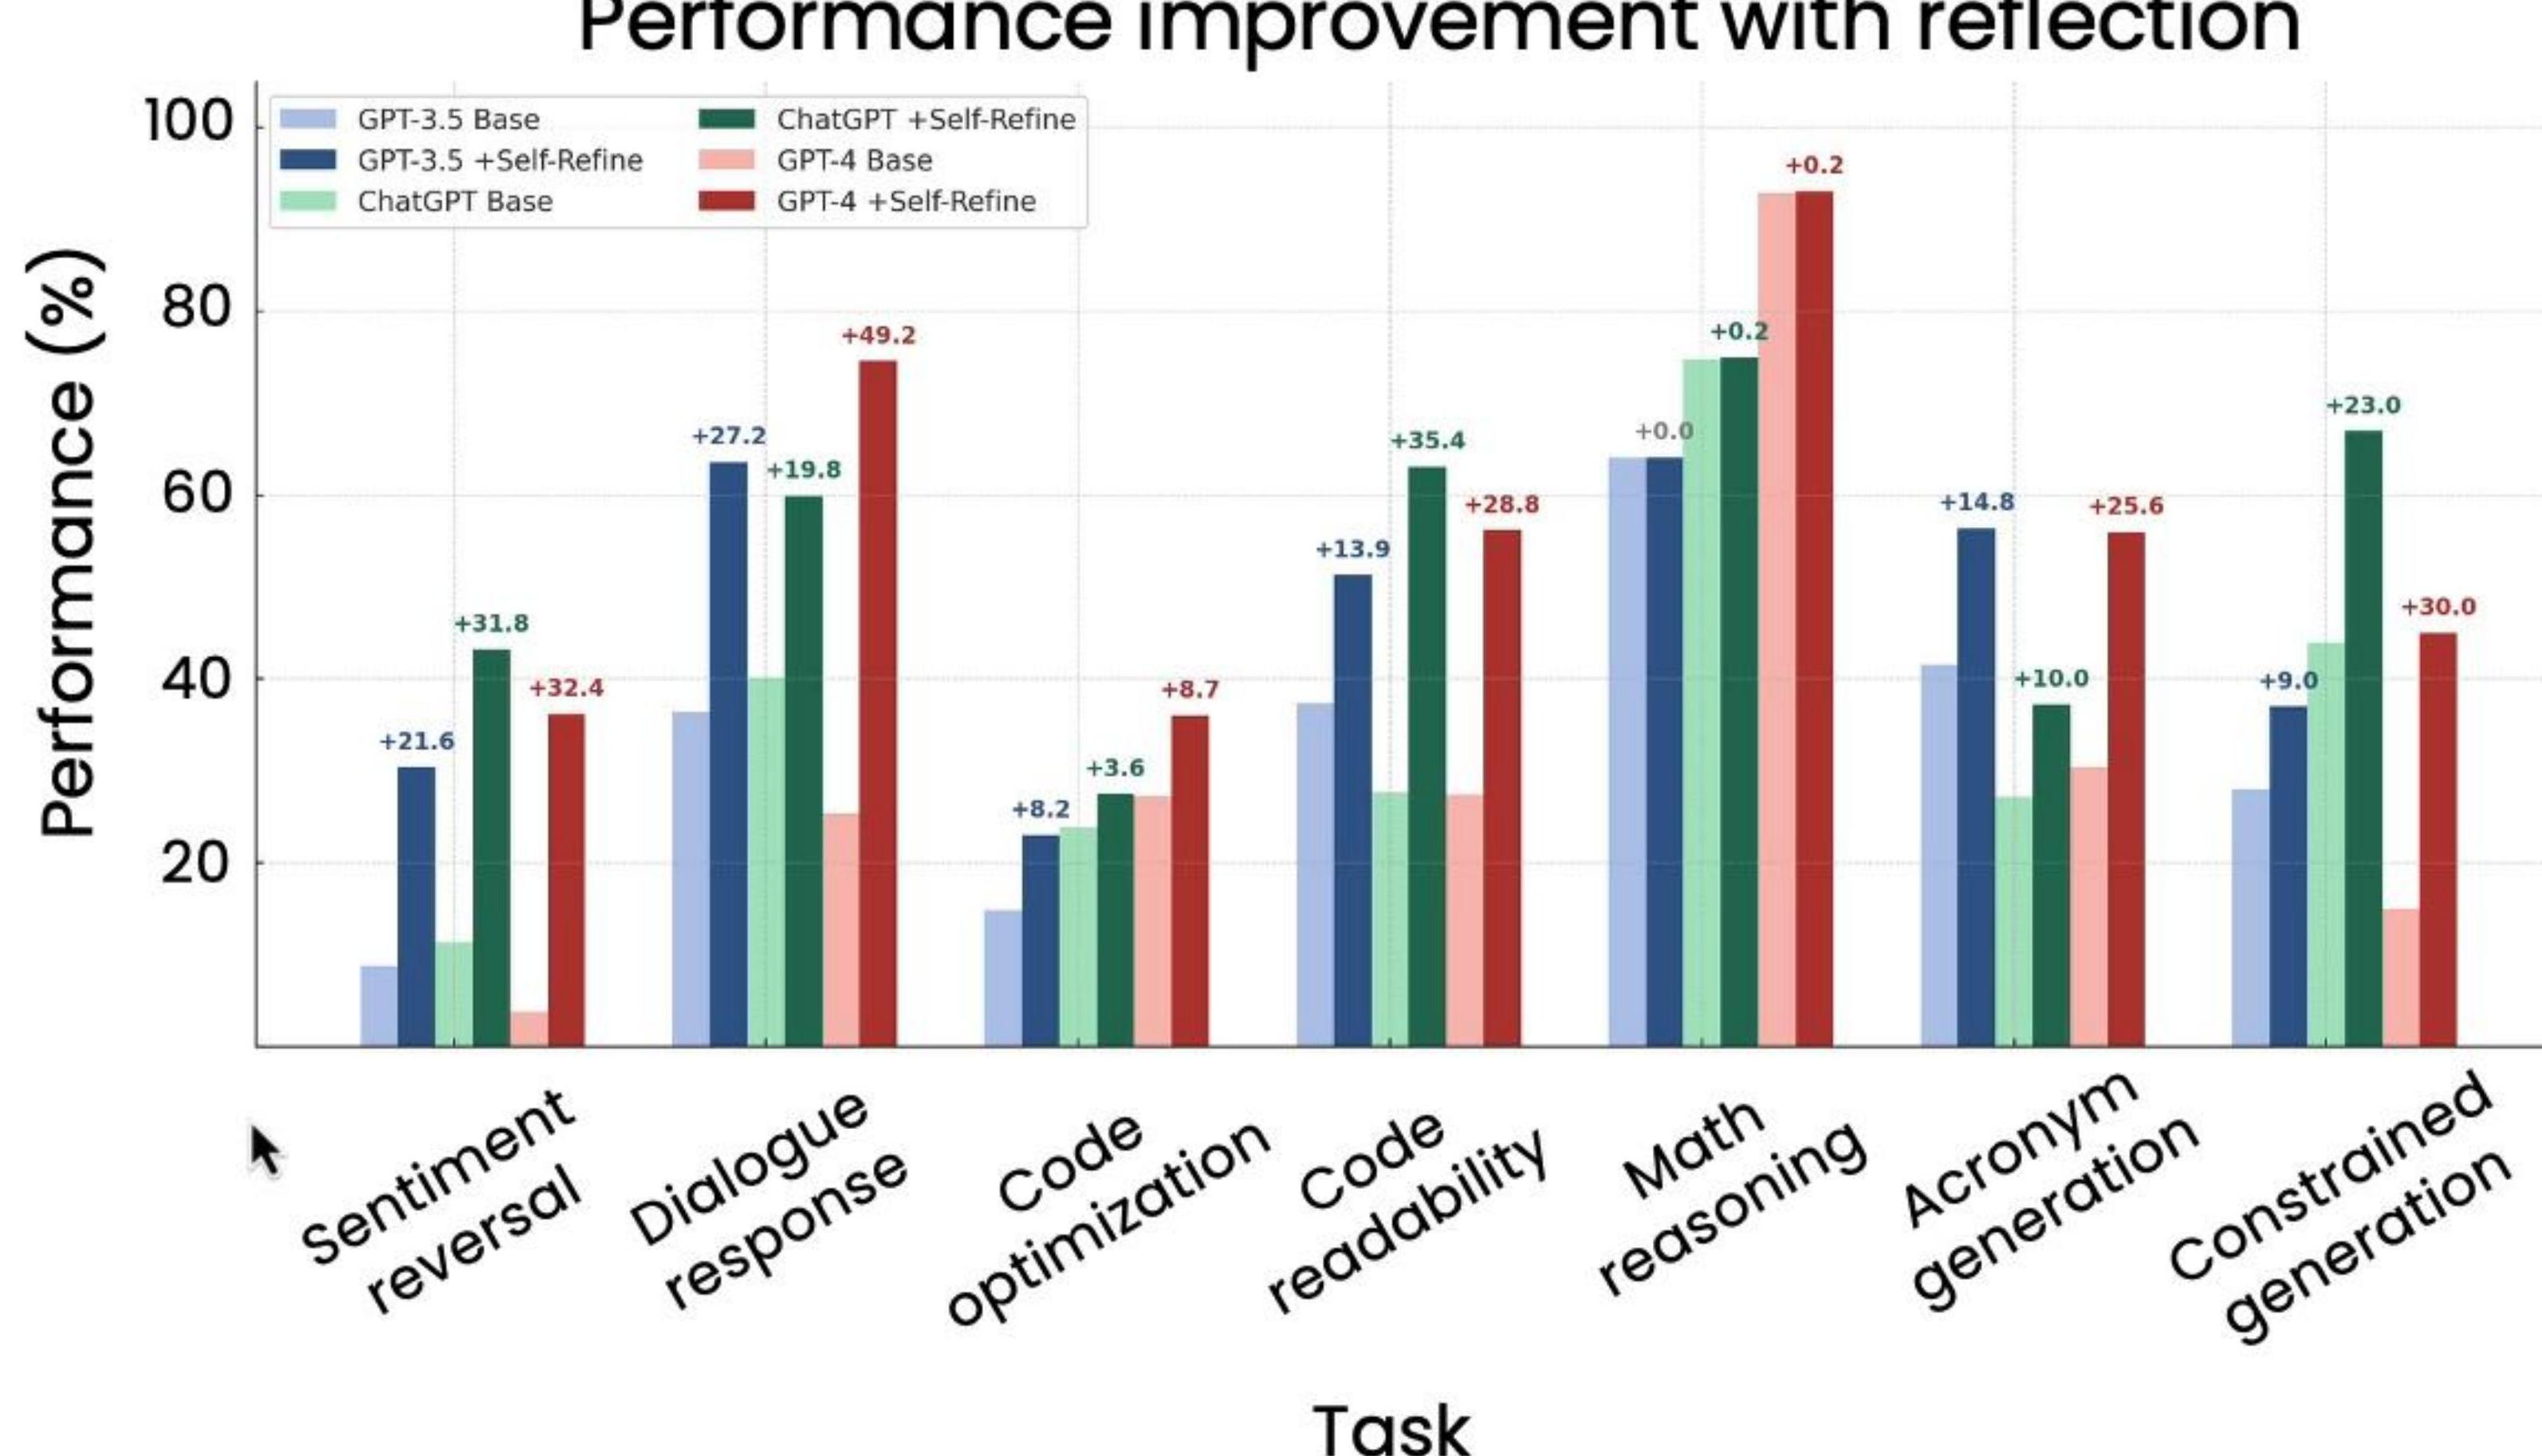 Performance improvement with reflection
GPT-3.5 Base
GPT-3.5 +Self-Refine
ChatGPT Base
ChatGPT +Self-Refine
GPT-4 Base
GPT-4 +Self-Refine
Performance (%)
100
80
60
40
20
+21.6
+31.8
+32.4
+27.2
+19.8
+49.2
+8.2
+3.6
+8.7
+13.9
+35.4
+28.8
+0.0
+0.2
+0.2
+14.8
+10.0
+25.6
+9.0
+23.0
+30.0
Sentiment
reversal
Dialogue
response
Code
optimization
Code
readability
Math
reasoning
Acronym
generation
Constrained
generation
Task